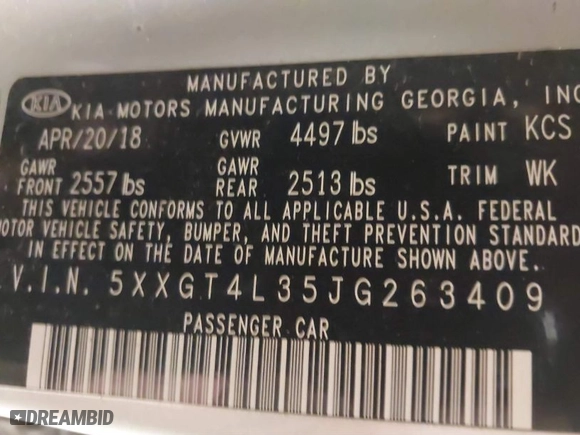 MANUFACTURED BY
KIA KIA MOTORS MANUFACTURING GEORGIA, INC
APR/20/18 GVWR 4497 lbs PAINT KCS
GAWR FRONT 2557 lbs GAWR REAR 2513 lbs TRIM WK
THIS VEHICLE CONFORMS TO ALL APPLICABLE U.S.A. FEDERAL
MOTOR VEHICLE SAFETY, BUMPER, AND THEFT PREVENTION STANDARD
IN EFFECT ON THE DATE OF MANUFACTURE SHOWN ABOVE.
V.I.N. 5XXGT4L35JG263409
PASSENGER CAR
DREAMBID